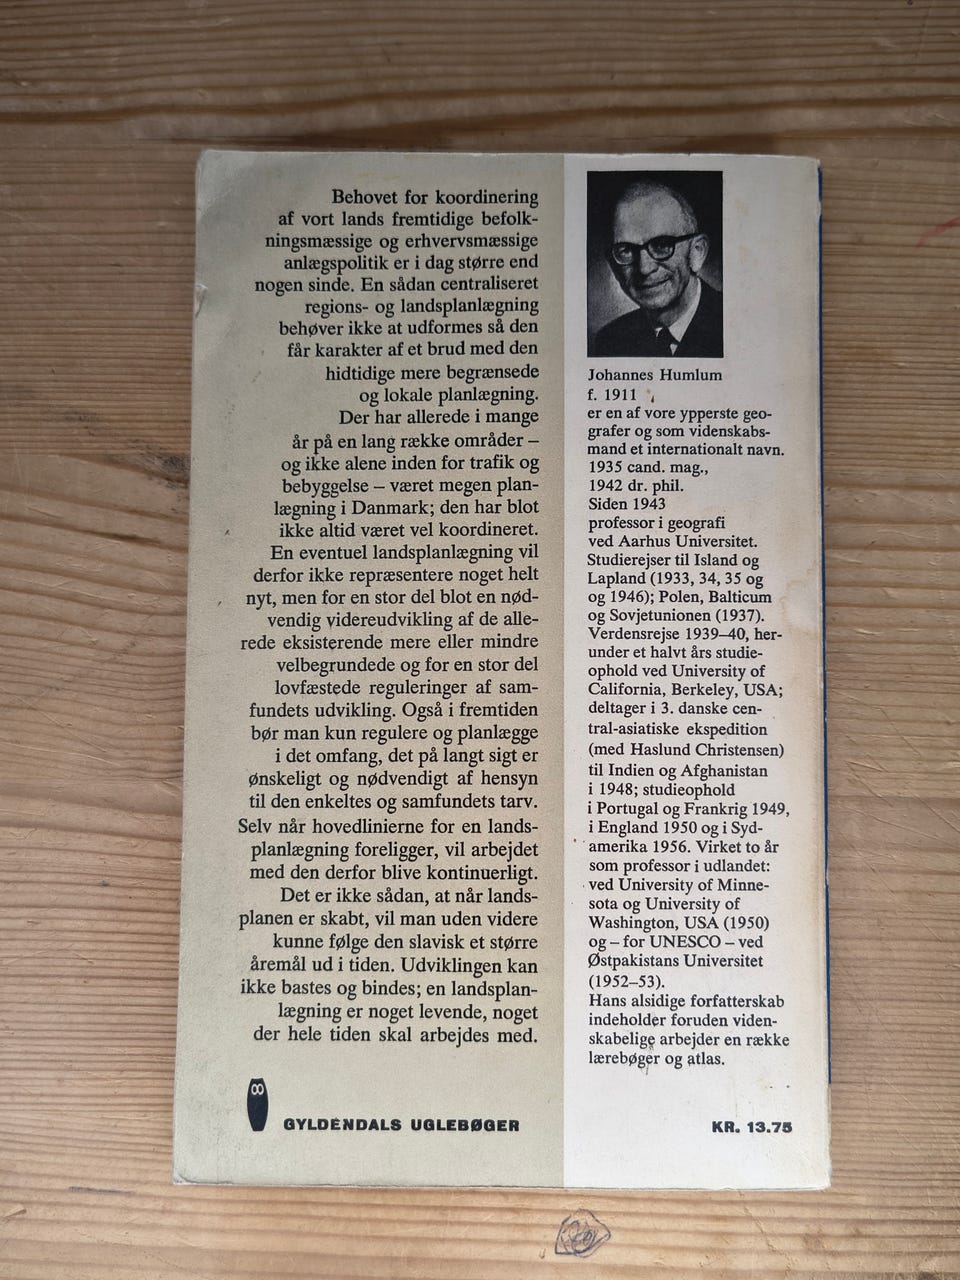 Behovet for koordinering
af vort lands fremtidige befolk-
ningsmæssige og erhvervsmæssige
anlægspolitik er i dag større end
nogen sinde. En sådan centraliseret
regions- og landsplanlægning
behøver ikke at udformes så den
får karakter af et brud med den
hidtidige mere begrænsede
og lokale planlægning.
Der har allerede i mange
år på en lang række områder –
og ikke alene inden for trafik og
bebyggelse – været megen plan-
lægning i Danmark; den har blot
ikke altid været vel koordineret.
En eventuel landsplanlægning vil
derfor ikke repræsentere noget helt
nyt, men for en stor del blot en nød-
vendig videreudvikling af de alle-
rede eksisterende mere eller mindre
velbegrundede og for en stor del
lovfæstede reguleringer af sam-
fundets udvikling. Også i fremtiden
bør man kun regulere og planlægge
i det omfang, det på langt sigt er
ønskeligt og nødvendigt af hensyn
til den enkeltes og samfundets tarv.
Selv når hovedlinierne for en lands-
planlægning foreligger, vil arbejdet
med den derfor blive kontinuerligt.
Det er ikke sådan, at når lands-
planen er skabt, vil man uden videre
kunne følge den slavisk et større
åremål ud i tiden. Udviklingen kan
ikke bastes og bindes; en landsplan-
lægning er noget levende, noget
der hele tiden skal arbejdes med.
GYLDENDALS UGLEBØGER
Johannes Humlum
f. 1911
er en af vore ypperste geo-
grafer og som videnskabs-
mand et internationalt navn.
1935 cand. mag.,
1942 dr. phil.
Siden 1943
professor i geografi
ved Aarhus Universitet.
Studierejser til Island og
Lapland (1933, 34, 35 og
og 1946); Polen, Balticum
og Sovjetunionen (1937).
Verdensrejse 1939–40, her-
under et halvt års studie-
ophold ved University of
California, Berkeley, USA;
deltager i 3. danske cen-
tral-asiatiske ekspedition
(med Haslund Christensen)
til Indien og Afghanistan
i 1948; studieophold
i Portugal og Frankrig 1949,
i England 1950 og i Syd-
amerika 1956. Virket to år
som professor i udlandet:
ved University of Minne-
sota og University of
Washington, USA (1950)
og – for UNESCO – ved
Østpakistans Universitet
(1952–53).
Hans alsidige forfatterskab
indeholder foruden viden-
skabelige arbejder en række
lærebøger og atlas.
KR. 13.75